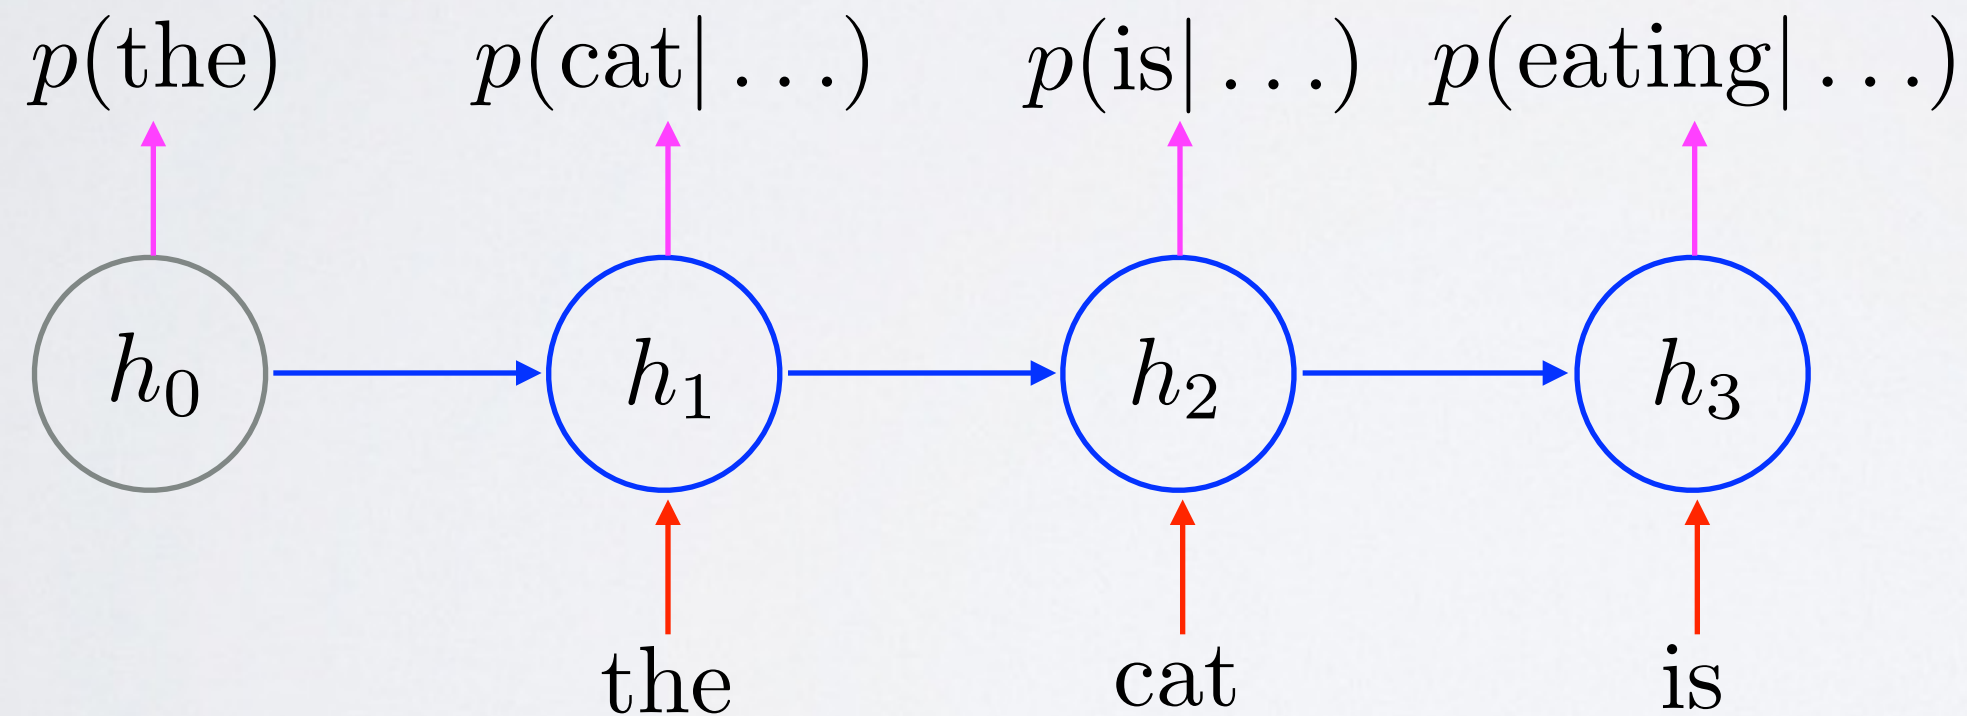 p(the) p(cat| ...) p(is| ...) p(eating| ...)
h₀ h₁ h₂ h₃
the cat is